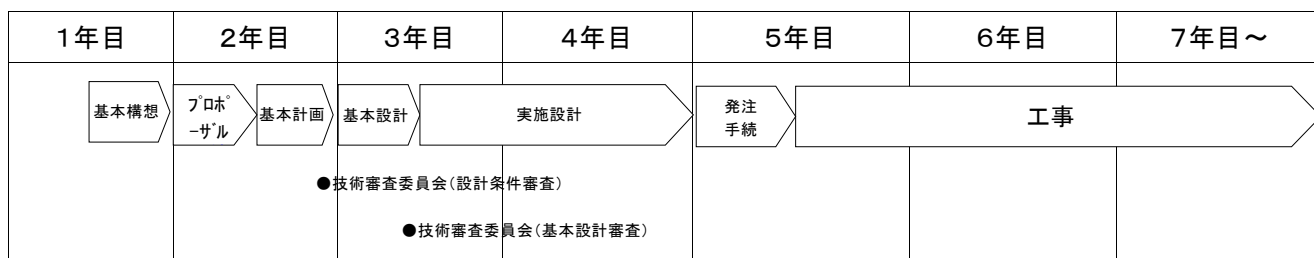 1年目
2年目
3年目
4年目
5年目
6年目
7年目~
基本構想
ﾌﾟﾛﾎﾟ
ｰｻﾞﾙ
基本計画
基本設計
実施設計
発注
手続
工事
●技術審査委員会(設計条件審査)
●技術審査委員会(基本設計審査)